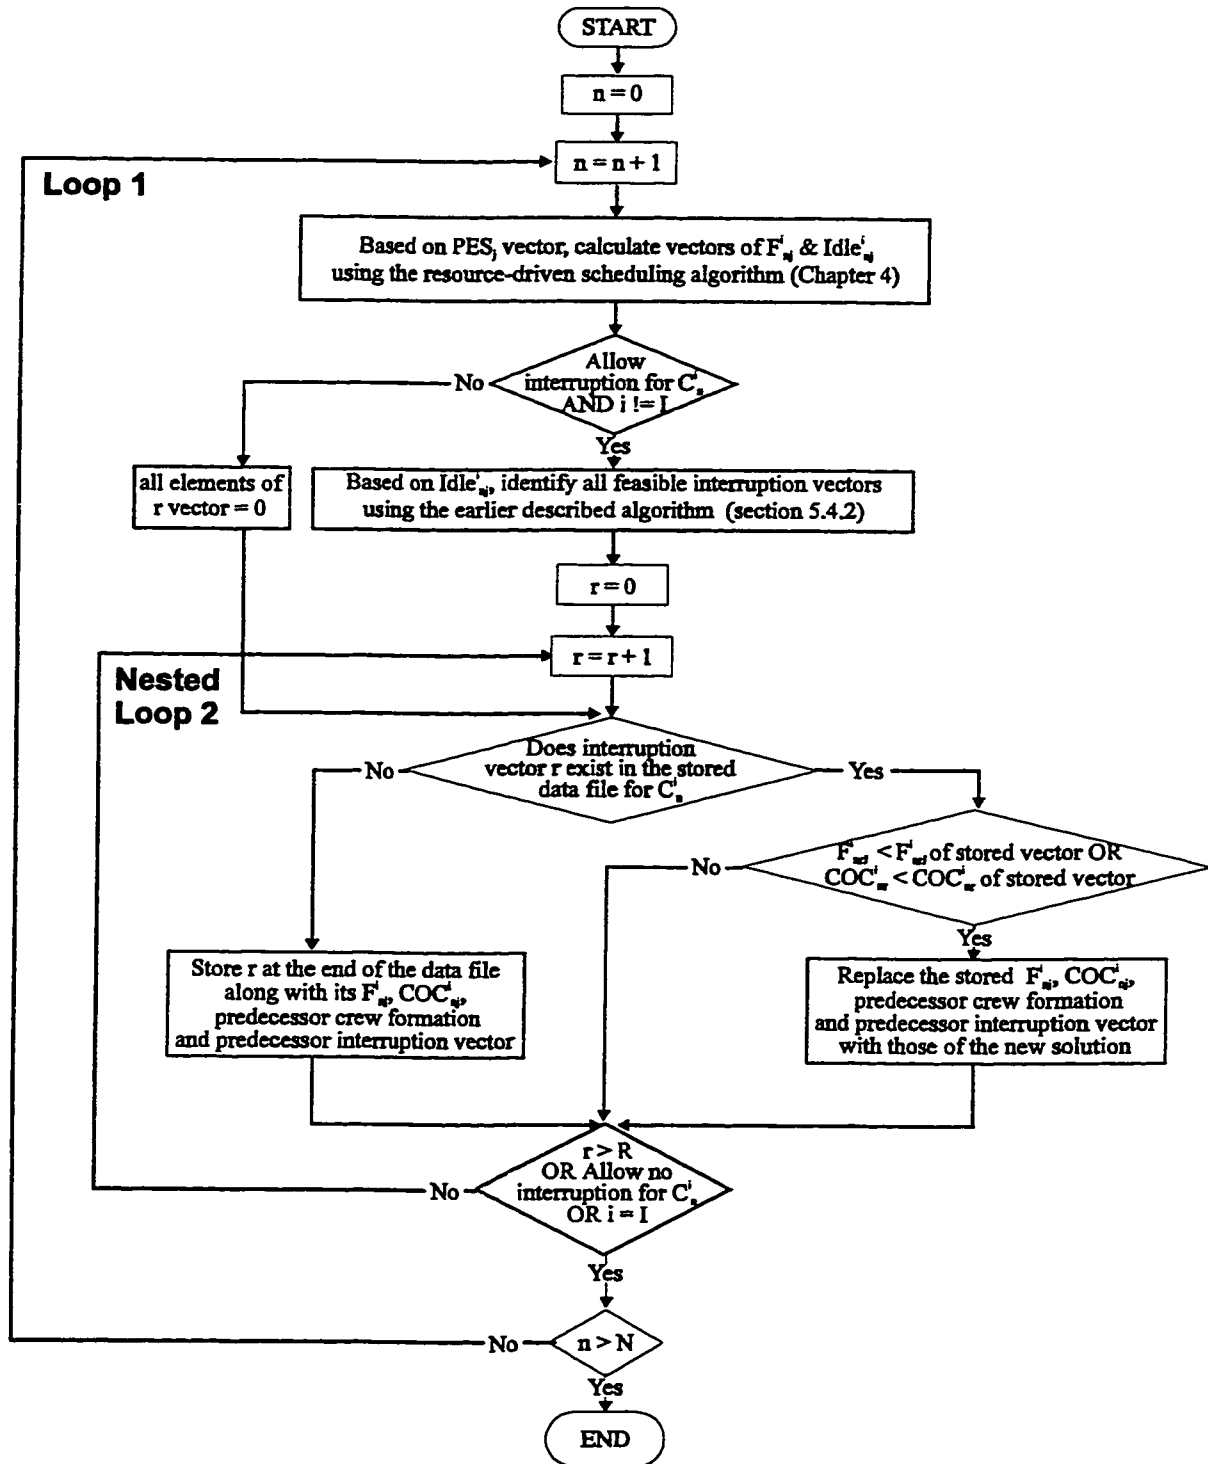 START
n = 0
n = n + 1
Loop 1
Based on PESj vector, calculate vectors of F^i_nj & Idle^i_nj
using the resource-driven scheduling algorithm (Chapter 4)
Allow
interruption for C^i_n
AND i != I
No
Yes
all elements of
r vector = 0
Based on Idle^i_nj, identify all feasible interruption vectors
using the earlier described algorithm (section 5.4.2)
r = 0
r = r + 1
Nested
Loop 2
Does interruption
vector r exist in the stored
data file for C^i_n
No
Yes
F^i_nrJ < F^i_nrJ of stored vector OR
COC^i_nr < COC^i_nr of stored vector
No
Yes
Store r at the end of the data file
along with its F^i_nj, COC^i_nj,
predecessor crew formation
and predecessor interruption vector
Replace the stored F^i_nj, COC^i_nj,
predecessor crew formation
and predecessor interruption vector
with those of the new solution
r > R
OR Allow no
interruption for C^i_n
OR i = I
No
Yes
n > N
No
Yes
END